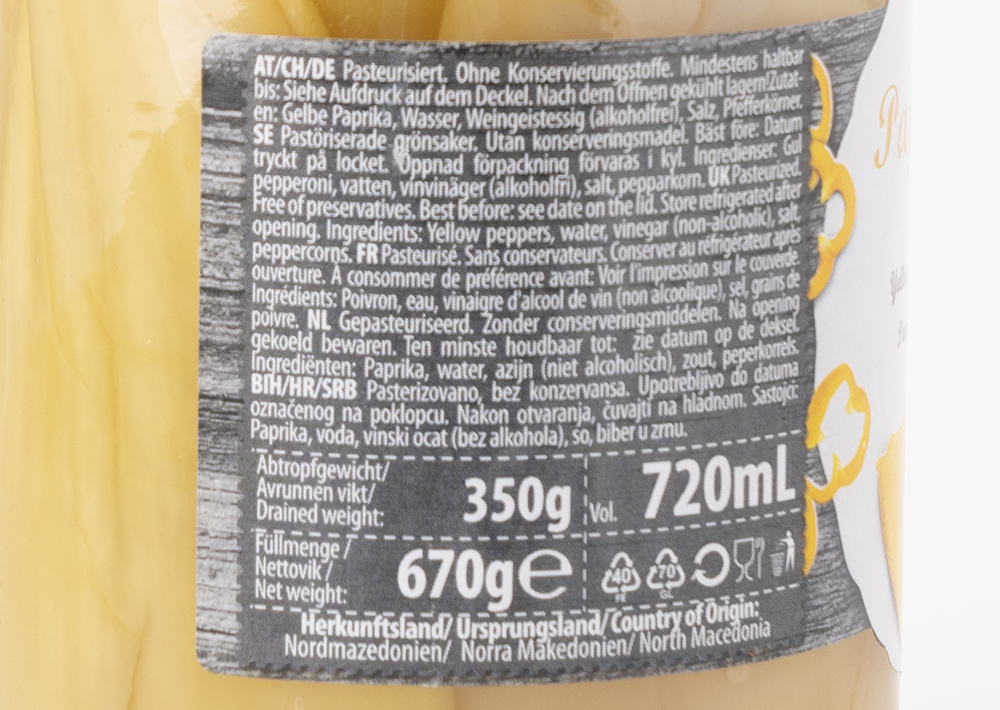 AT/CH/DE Pasteurisiert. Ohne Konservierungsstoffe. Mindestens haltbar
bis: Siehe Aufdruck auf dem Deckel. Nach dem Öffnen gekühlt lagern! Zutat-
en: Gelbe Paprika, Wasser, Weingeistessig (alkoholfrei), Salz, Pfefferkörner.
SE Pastöriserade grönsaker. Utan konserveringsmadel. Bäst före: Datum
tryckt på locket. Öppnad förpackning förvaras i kyl. Ingredienser: Gul
pepperoni, vatten, vinvinäger (alkoholfri), salt, pepparkorn. UK Pasteurized.
Free of preservatives. Best before: see date on the lid. Store refrigerated after
opening. Ingredients: Yellow peppers, water, vinegar (non-alcoholic), salt,
peppercorns. FR Pasteurisé. Sans conservateurs. Conserver au réfrigérateur après
ouverture. À consommer de préférence avant: Voir l'impression sur le couverde.
Ingrédients: Poivron, eau, vinaigre d'alcool de vin (non alcoolique), sel, grains de
poivre. NL Gepasteuriseerd. Zonder conserveringsmiddelen. Na opening
gekoeld bewaren. Ten minste houdbaar tot: zie datum op de deksel.
Ingrediënten: Paprika, water, azijn (niet alcoholisch), zout, peperkorrels.
BIH/HR/SRB Pasterizovano, bez konzervansa. Upotrebljivo do datuma
označenog na poklopcu. Nakon otvaranja, čuvajti na hladnom. Sastojci:
Paprika, voda, vinski ocat (bez alkohola), so, biber u zrnu.
Abtropfgewicht/
Avrunnen vikt/
Drained weight:
350g
Vol. 720mL
Füllmenge/
Nettovik/
Net weight:
670g e
40
FE
70
GL
Herkunftsland/ Ursprungsland/ Country of Origin:
Nordmazedonien/ Norra Makedonien/ North Macedonia